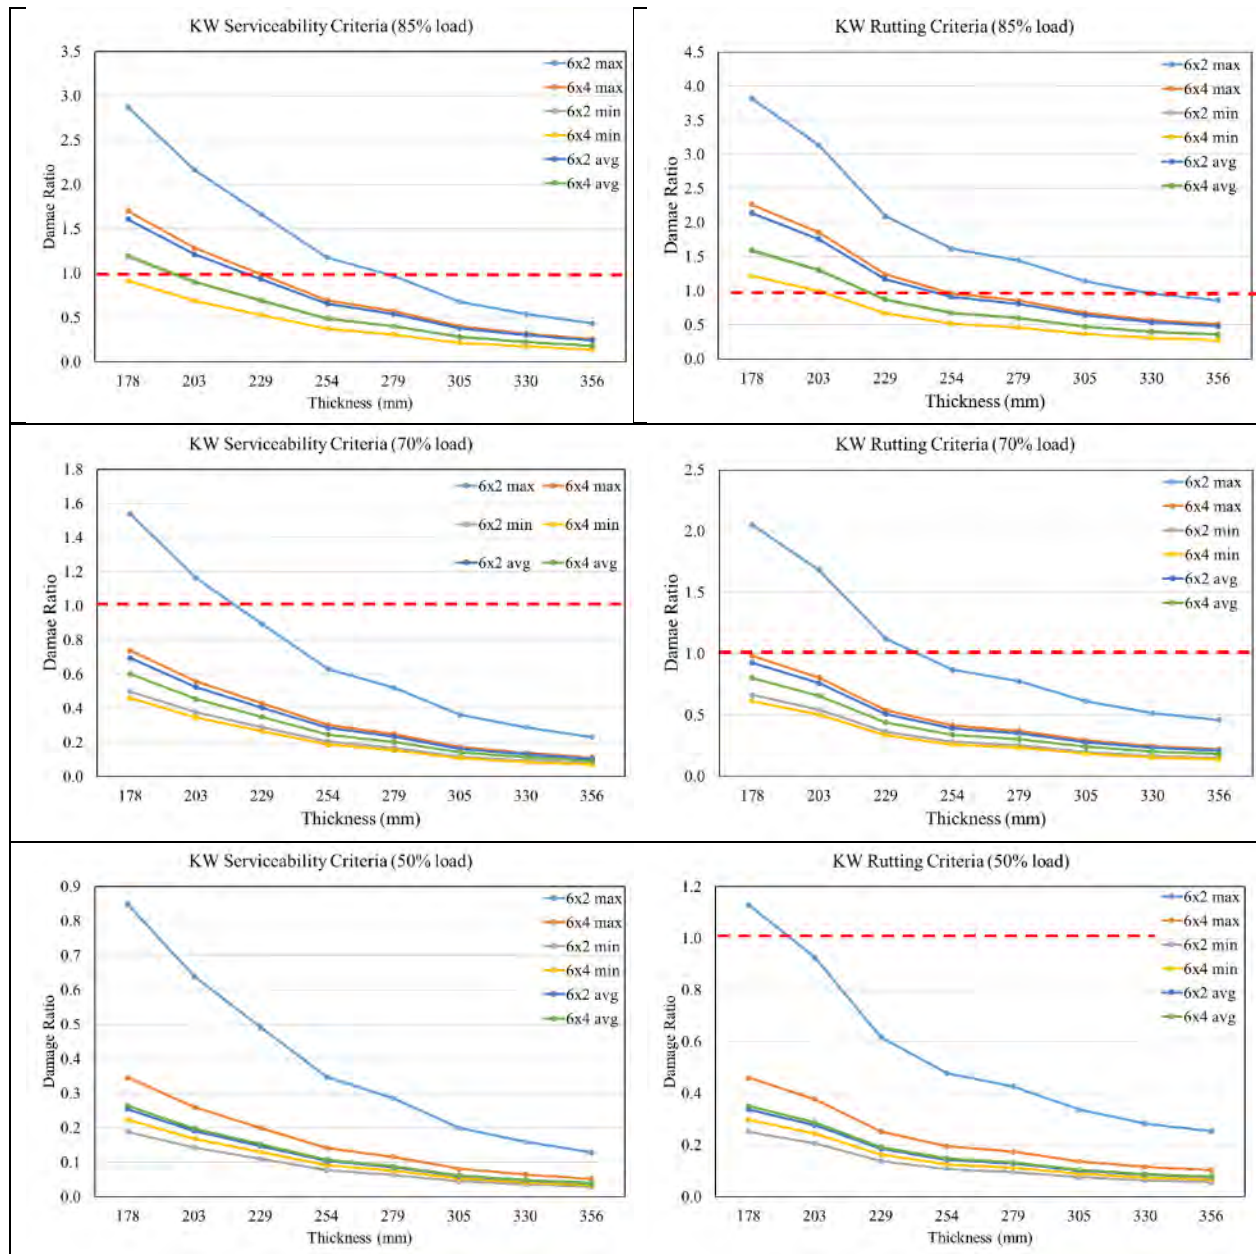 KW Serviceability Criteria (85% load)
3.5
3.0
2.5
2.0
1.5
1.0
0.5
0.0
Damae Ratio
6x2 max
6x4 max
6x2 min
6x4 min
6x2 avg
6x4 avg
178 203 229 254 279 305 330 356
Thickness (mm)
KW Rutting Criteria (85% load)
4.5
4.0
3.5
3.0
2.5
2.0
1.5
1.0
0.5
0.0
Damae Ratio
6x2 max
6x4 max
6x2 min
6x4 min
6x2 avg
6x4 avg
178 203 229 254 279 305 330 356
Thickness (mm)
KW Serviceability Criteria (70% load)
1.8
1.6
1.4
1.2
1.0
0.8
0.6
0.4
0.2
0.0
Damae Ratio
6x2 max 6x4 max
6x2 min 6x4 min
6x2 avg 6x4 avg
178 203 229 254 279 305 330 356
Thickness (mm)
KW Rutting Criteria (70% load)
2.5
2.0
1.5
1.0
0.5
0.0
Damae Ratio
6x2 max
6x4 max
6x2 min
6x4 min
6x2 avg
6x4 avg
178 203 229 254 279 305 330 356
Thickness (mm)
KW Serviceability Criteria (50% load)
0.9
0.8
0.7
0.6
0.5
0.4
0.3
0.2
0.1
0.0
Damage Ratio
6x2 max
6x4 max
6x2 min
6x4 min
6x2 avg
6x4 avg
178 203 229 254 279 305 330 356
Thickness (mm)
KW Rutting Criteria (50% load)
1.2
1.0
0.8
0.6
0.4
0.2
0.0
Damage Ratio
6x2 max
6x4 max
6x2 min
6x4 min
6x2 avg
6x4 avg
178 203 229 254 279 305 330 356
Thickness (mm)